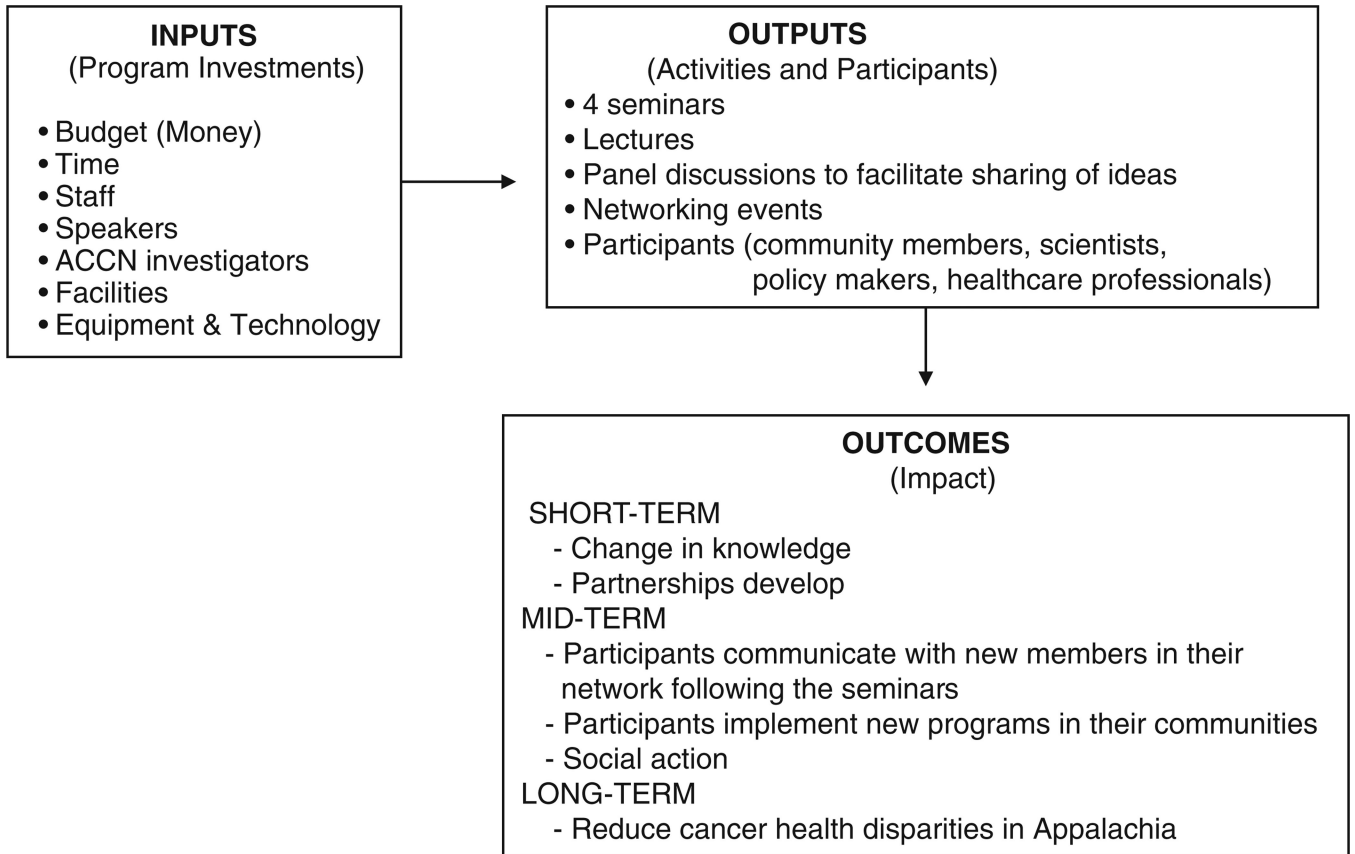 INPUTS
(Program Investments)
• Budget (Money)
• Time
• Staff
• Speakers
• ACCN investigators
• Facilities
• Equipment & Technology
OUTPUTS
(Activities and Participants)
• 4 seminars
• Lectures
• Panel discussions to facilitate sharing of ideas
• Networking events
• Participants (community members, scientists,
policy makers, healthcare professionals)
OUTCOMES
(Impact)
SHORT-TERM
- Change in knowledge
- Partnerships develop
MID-TERM
- Participants communicate with new members in their
network following the seminars
- Participants implement new programs in their communities
- Social action
LONG-TERM
- Reduce cancer health disparities in Appalachia